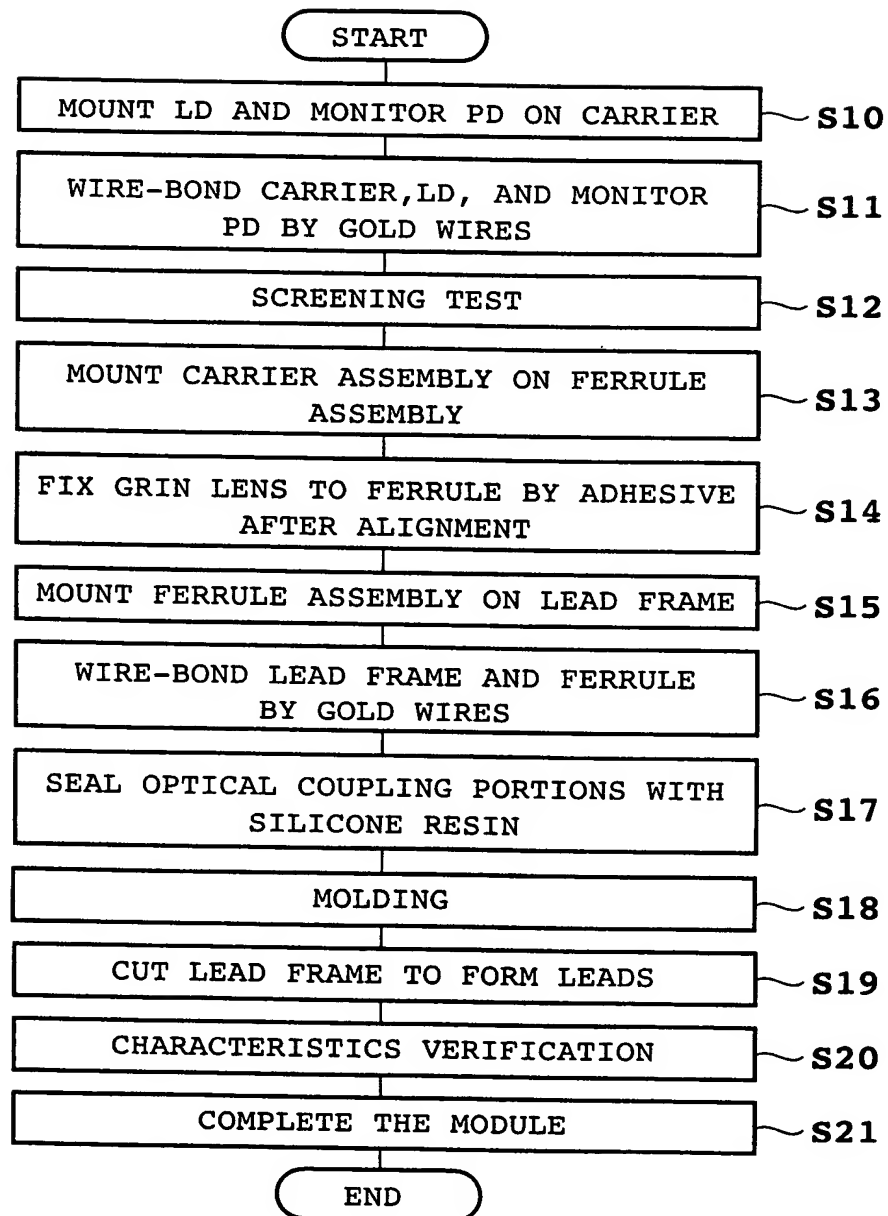 START
MOUNT LD AND MONITOR PD ON CARRIER S10
WIRE-BOND CARRIER,LD, AND MONITOR
PD BY GOLD WIRES S11
SCREENING TEST S12
MOUNT CARRIER ASSEMBLY ON FERRULE
ASSEMBLY S13
FIX GRIN LENS TO FERRULE BY ADHESIVE
AFTER ALIGNMENT S14
MOUNT FERRULE ASSEMBLY ON LEAD FRAME S15
WIRE-BOND LEAD FRAME AND FERRULE
BY GOLD WIRES S16
SEAL OPTICAL COUPLING PORTIONS WITH
SILICONE RESIN S17
MOLDING S18
CUT LEAD FRAME TO FORM LEADS S19
CHARACTERISTICS VERIFICATION S20
COMPLETE THE MODULE S21
END